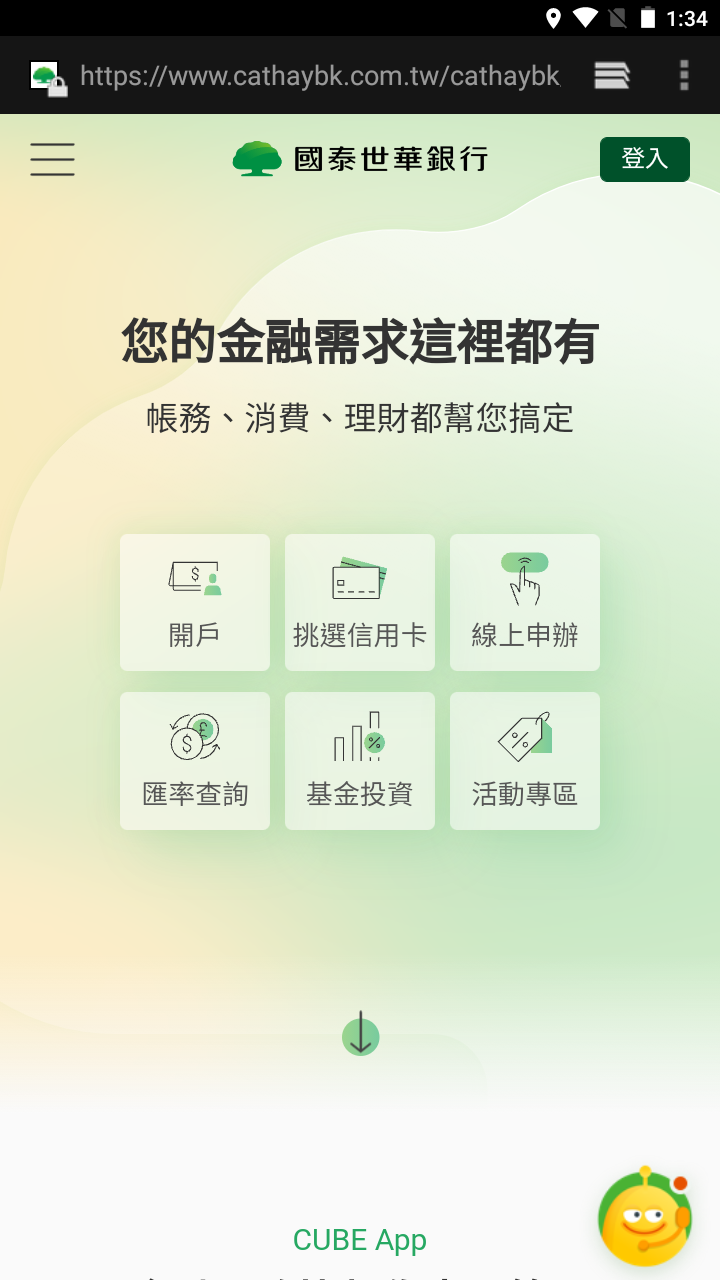 1:34
https://www.cathaybk.com.tw/cathaybk
國泰世華銀行
登入
您的金融需求這裡都有
帳務、消費、理財都幫您搞定
開戶
挑選信用卡
線上申辦
匯率查詢
基金投資
活動專區
CUBE App